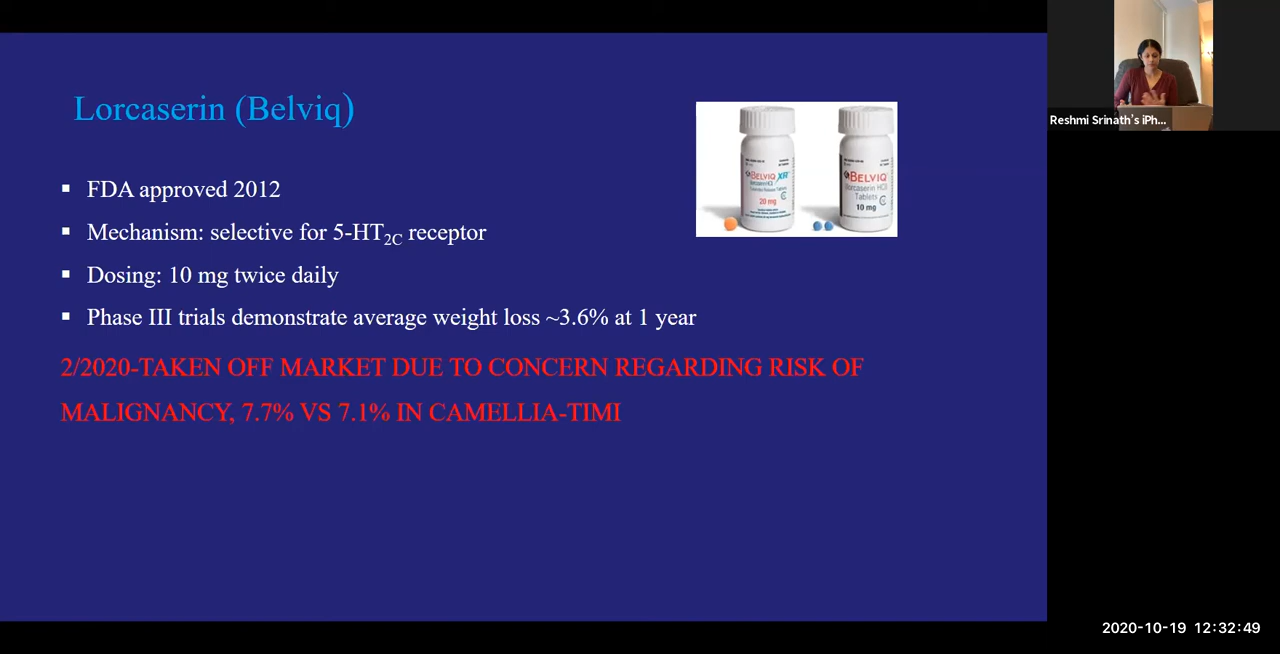 Lorcaserin (Belviq)
▪ FDA approved 2012
▪ Mechanism: selective for 5-HT2C receptor
▪ Dosing: 10 mg twice daily
▪ Phase III trials demonstrate average weight loss ~3.6% at 1 year
2/2020-TAKEN OFF MARKET DUE TO CONCERN REGARDING RISK OF
MALIGNANCY, 7.7% VS 7.1% IN CAMELLIA-TIMI
BELVIQ XR
20 mg
BELVIQ
(lorcaserin HCl)
Tablets
10 mg
Reshmi Srinath's iPh...
2020-10-19 12:32:49